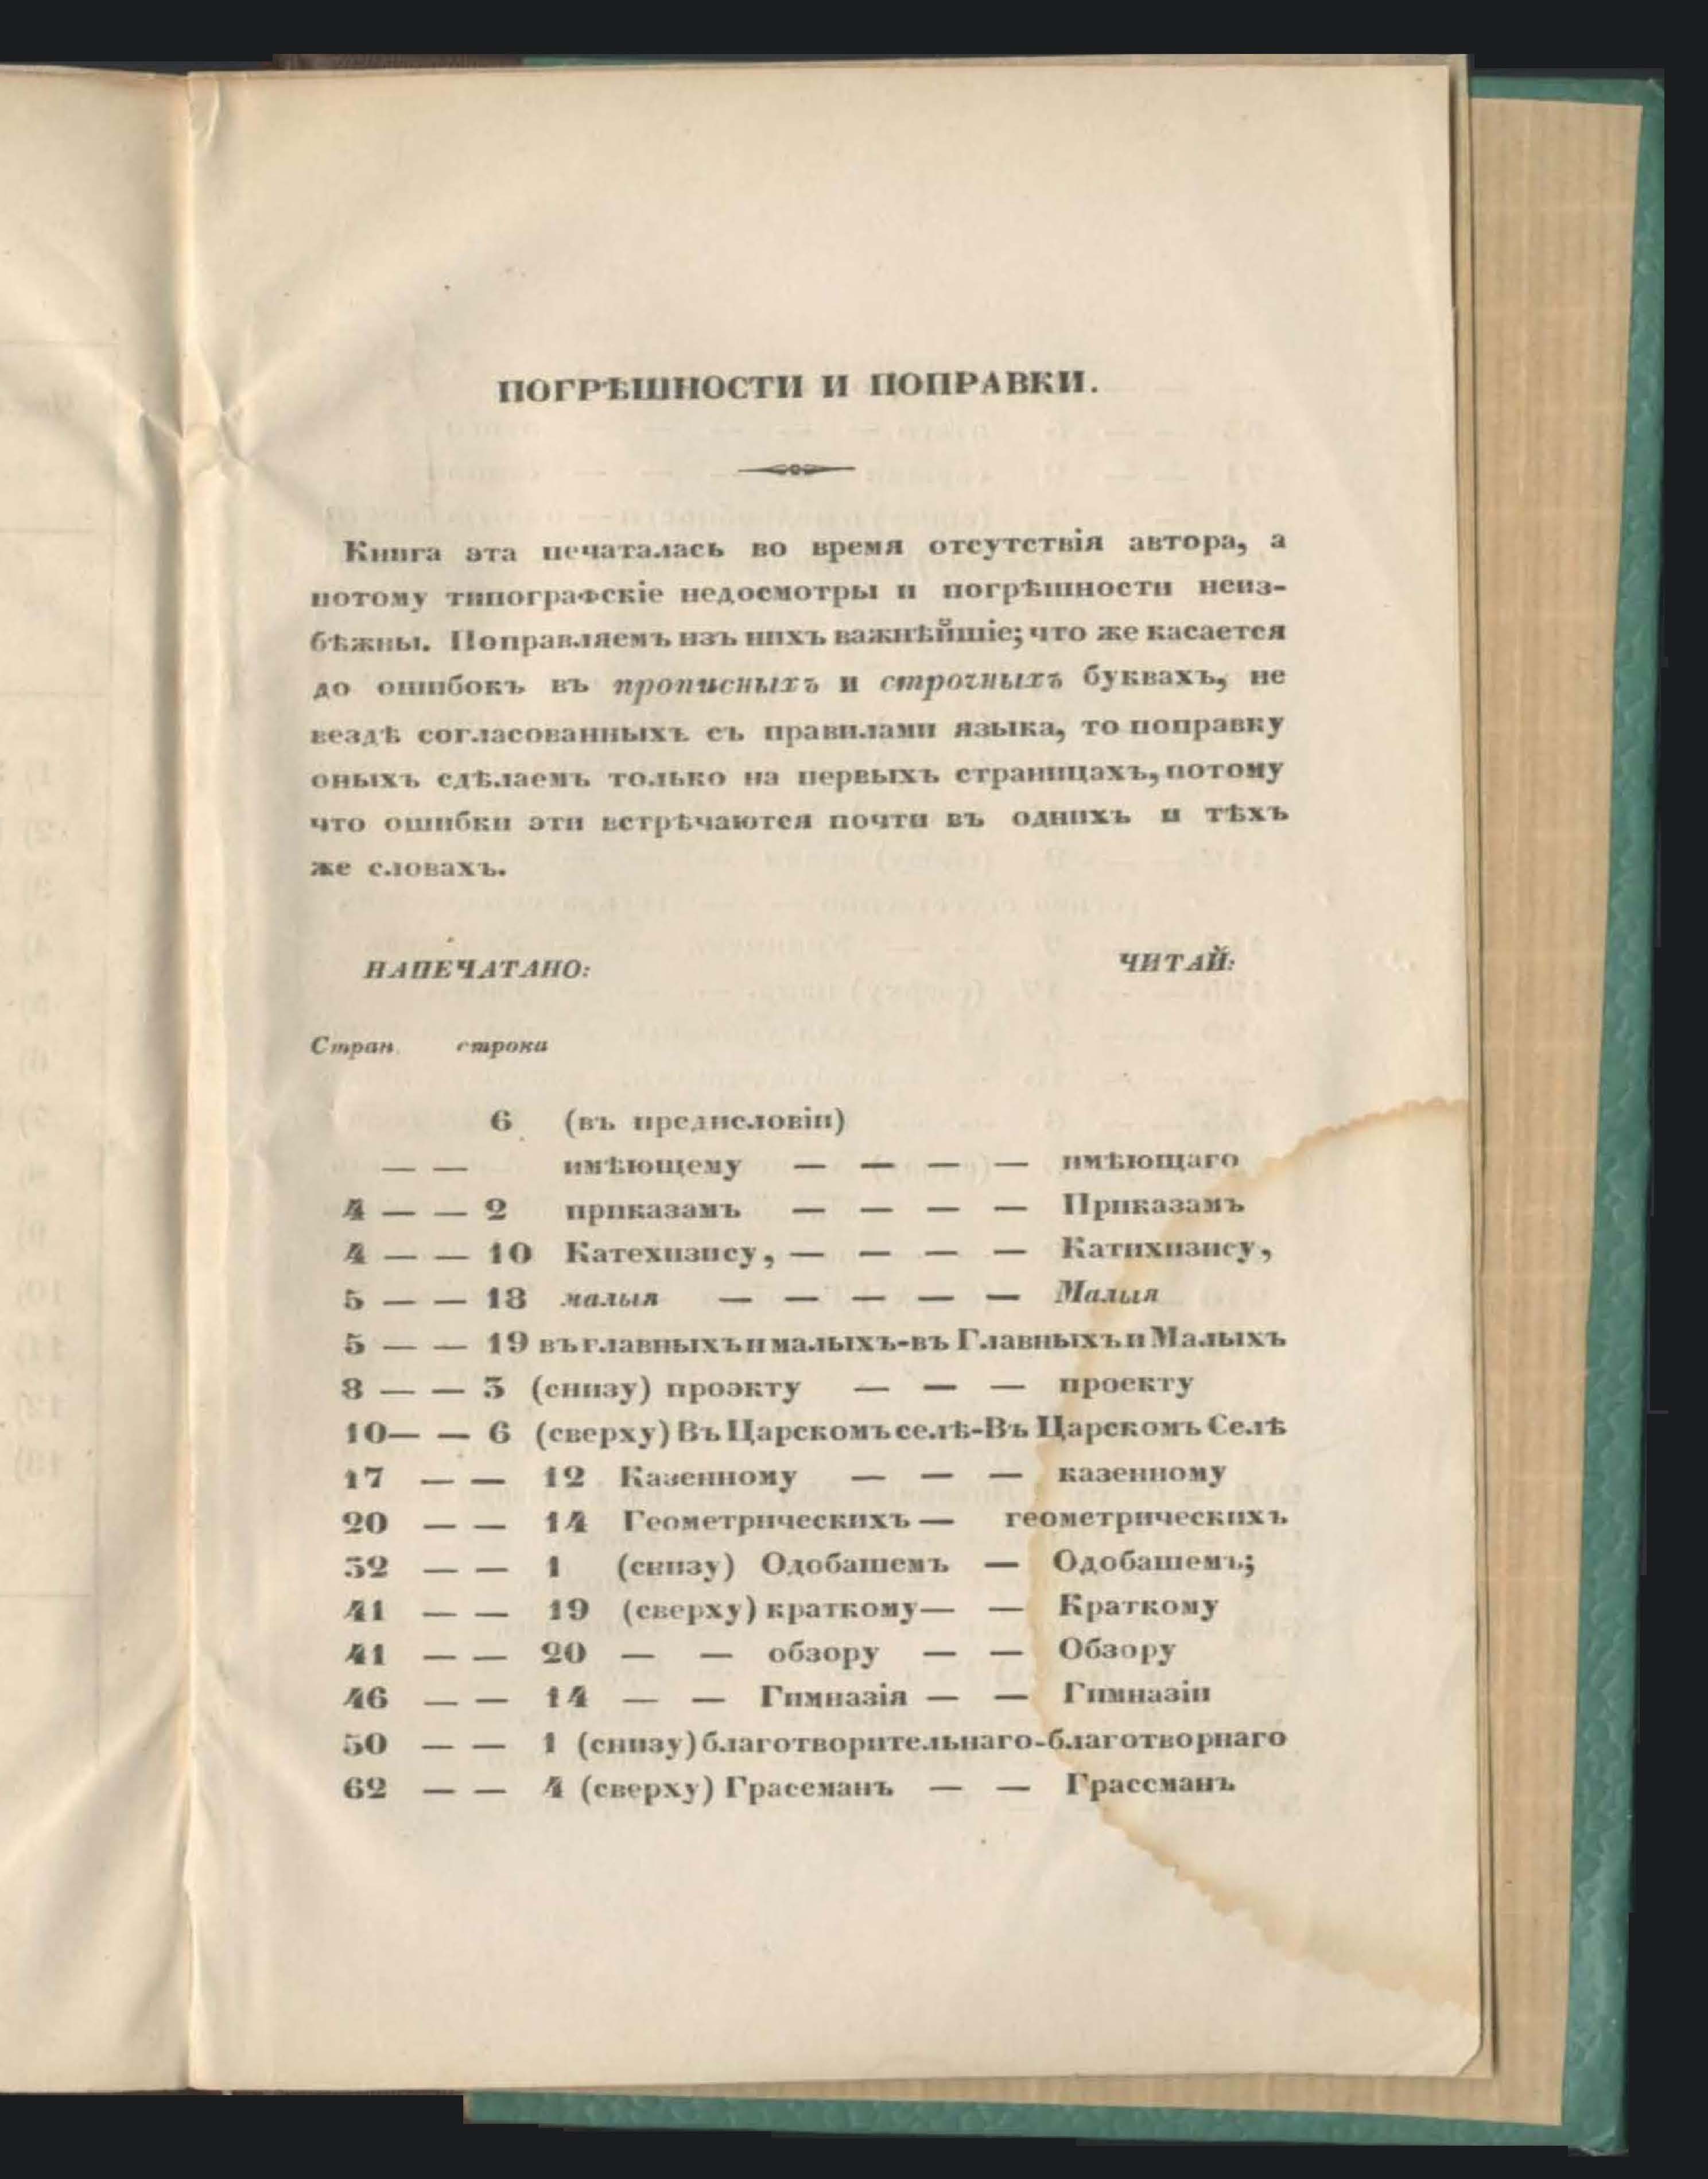 ПОГРѢШНОСТИ И ПОПРАВКИ.
Книга эта печаталась во время отсутствія автора, а
потому типографскіе недосмотры и погрѣшности неиз-
бѣжны. Поправляемъ изъ нихъ важнѣйшіе; что же касается
до ошибокъ въ прописныхъ и строчныхъ буквахъ, не
вездѣ согласованныхъ съ правилами языка, то поправку
оныхъ сдѣлаемъ только на первыхъ страницахъ, потому
что ошибки эти встрѣчаются почти въ однихъ и тѣхъ
же словахъ.
НАПЕЧАТАНО: ЧИТАЙ:
Стран. строка
6 (въ предисловіи)
— — имѣющему — — — — имѣющаго
4 — — 2 приказамъ — — — — Приказамъ
4 — — 10 Катехизису, — — — — Катихизису,
5 — — 18 малыя — — — — — Малыя
5 — — 19 въ главныхъ и малыхъ-въ Главныхъ и Малыхъ
8 — — 3 (снизу) проэкту — — — проекту
10— — 6 (сверху) Въ Царскомъ селѣ-Въ Царскомъ Селѣ
17 — — 12 Казенному — — — казенному
20 — — 14 Геометрическихъ — геометрическихъ
32 — — 1 (снизу) Одобашемъ — Одобашемъ;
41 — — 19 (сверху) краткому— — Краткому
41 — — 20 — — обзору — — Обзору
46 — — 14 — — Гимназія — — Гимназіи
50 — — 1 (снизу) благотворительнаго-благотворнаго
62 — — 4 (сверху) Грасеманъ — — Грассманъ